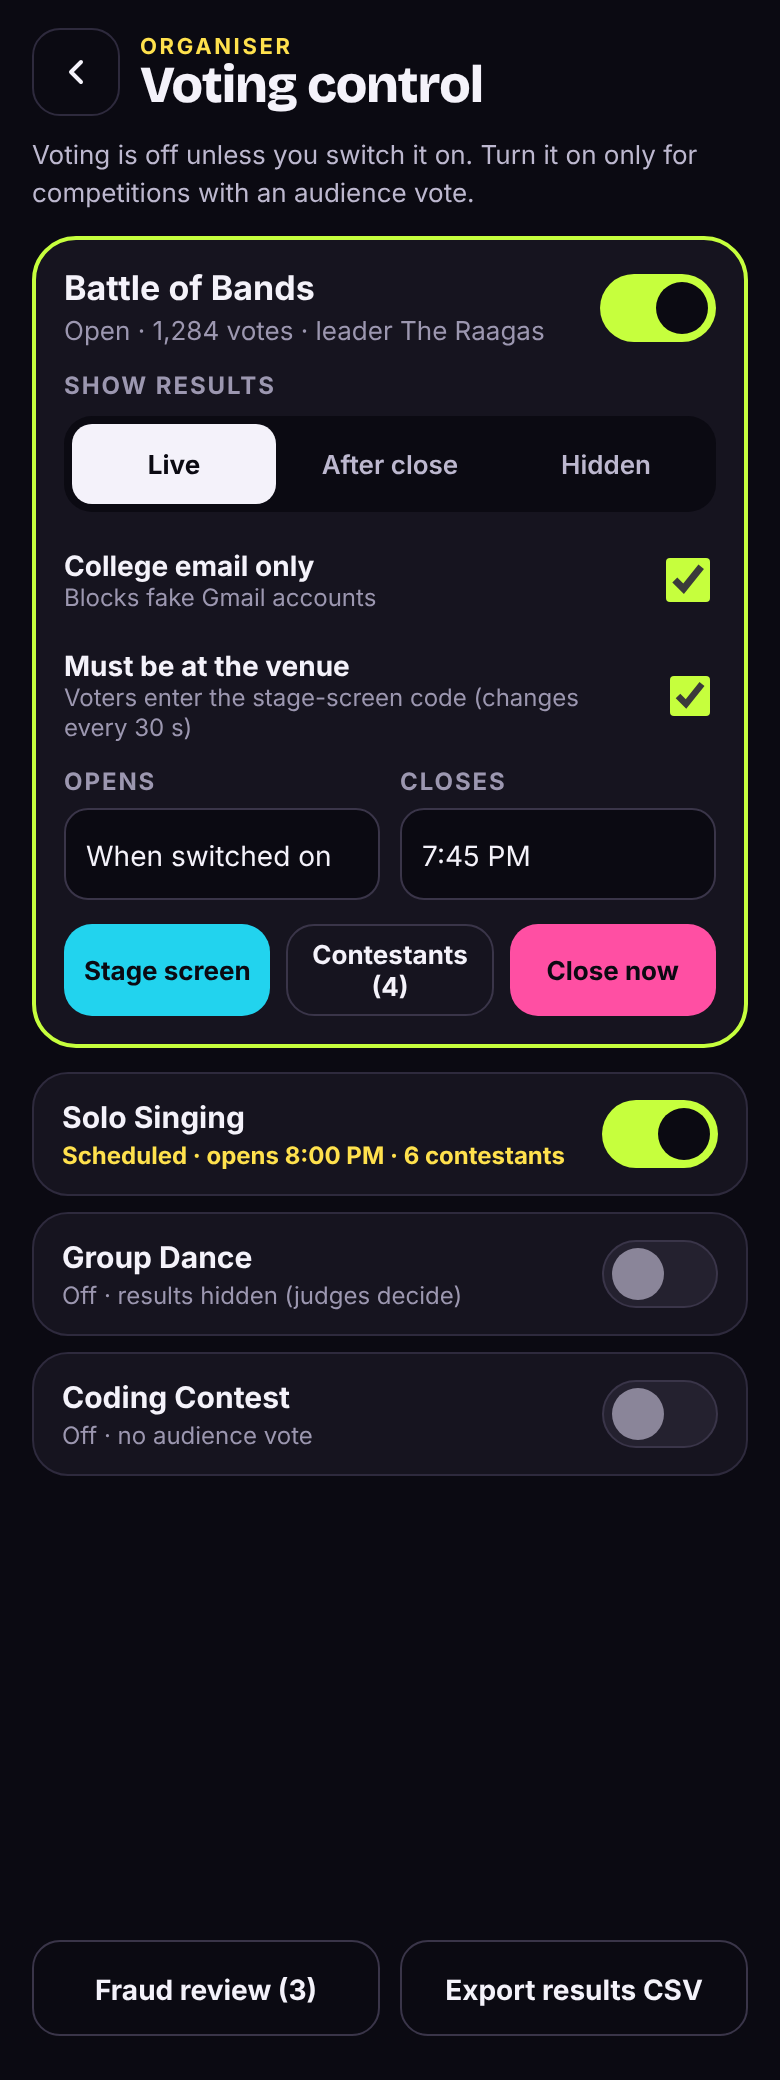 ORGANISER
Voting control
Voting is off unless you switch it on. Turn it on only for
competitions with an audience vote.
Battle of Bands
Open · 1,284 votes · leader The Raagas
SHOW RESULTS
Live
After close
Hidden
College email only
Blocks fake Gmail accounts
Must be at the venue
Voters enter the stage-screen code (changes
every 30 s)
OPENS
CLOSES
When switched on
7:45 PM
Stage screen
Contestants
(4)
Close now
Solo Singing
Scheduled · opens 8:00 PM · 6 contestants
Group Dance
Off · results hidden (judges decide)
Coding Contest
Off · no audience vote
Fraud review (3)
Export results CSV